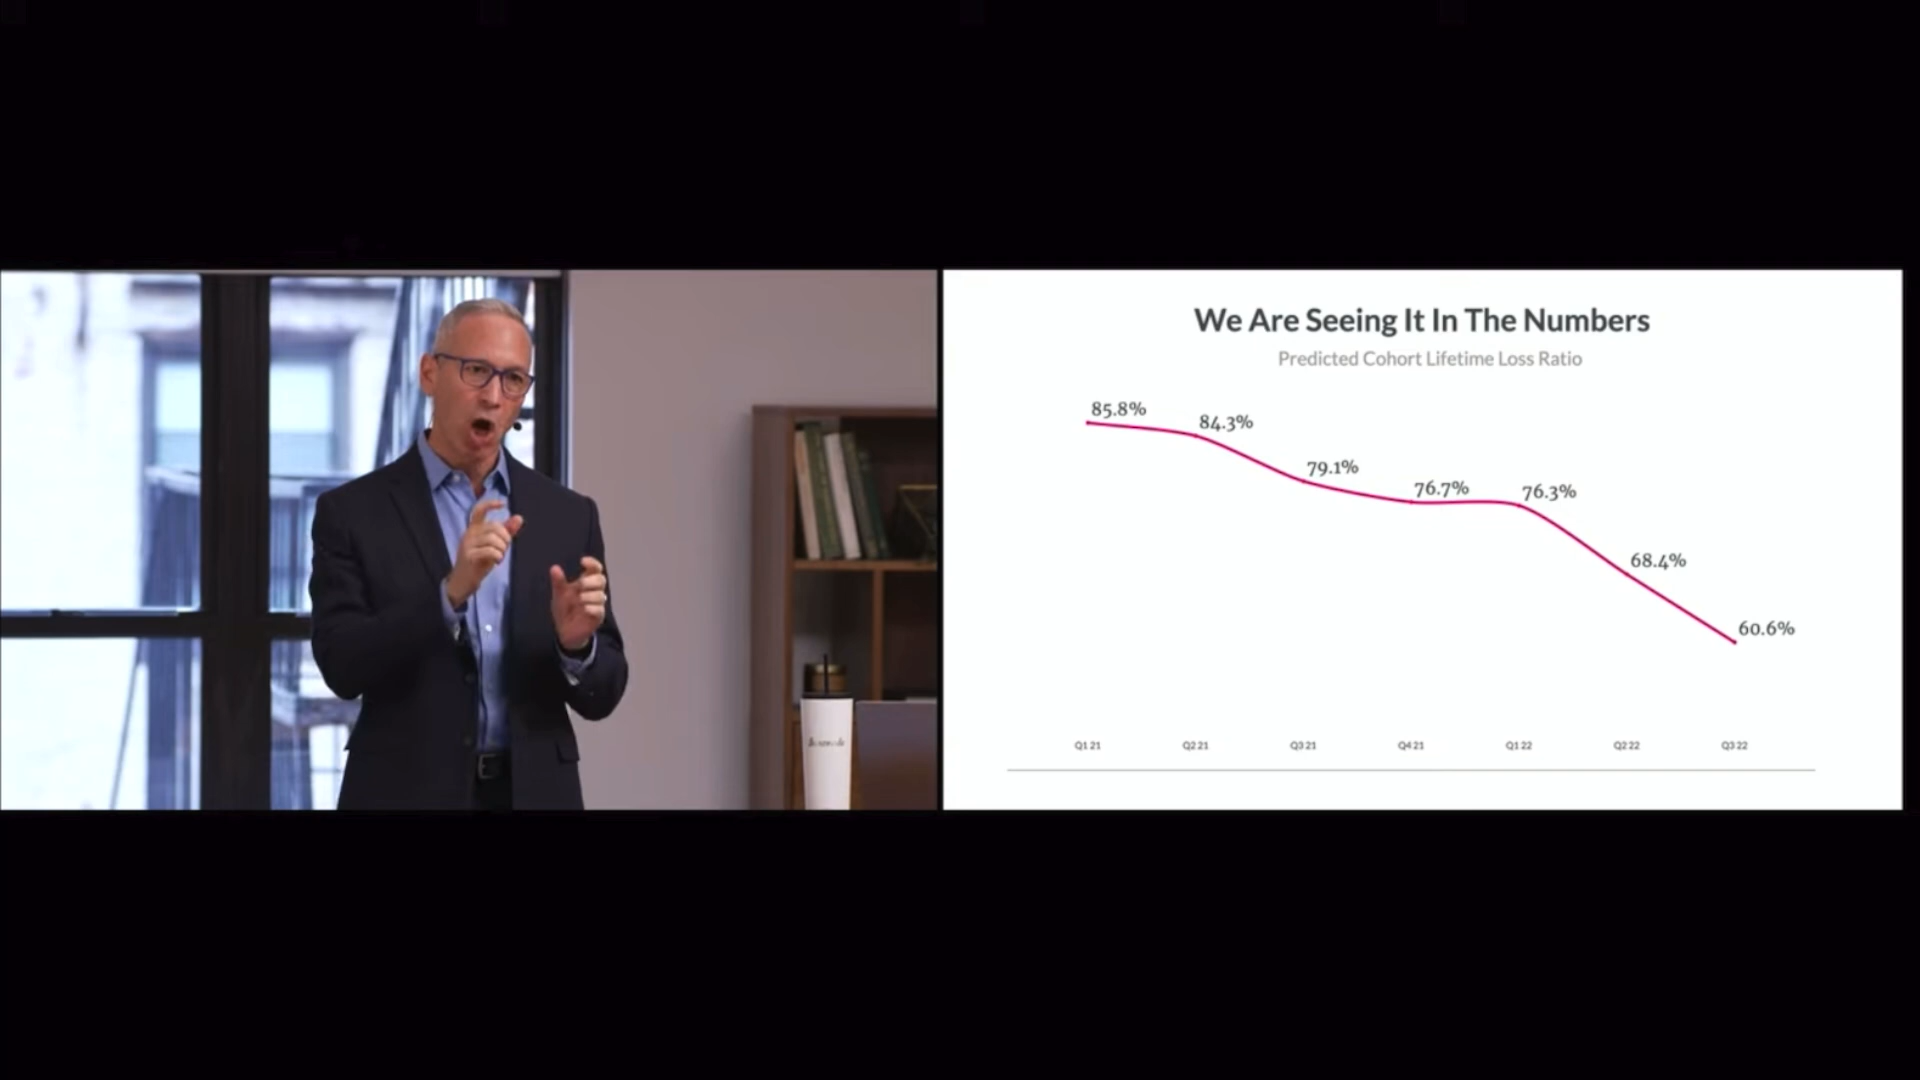 We Are Seeing It In The Numbers
Predicted Cohort Lifetime Loss Ratio
85.8%
84.3%
79.1%
76.7%
76.3%
68.4%
60.6%
Q1 21
Q2 21
Q3 21
Q4 21
Q1 22
Q2 22
Q3 22